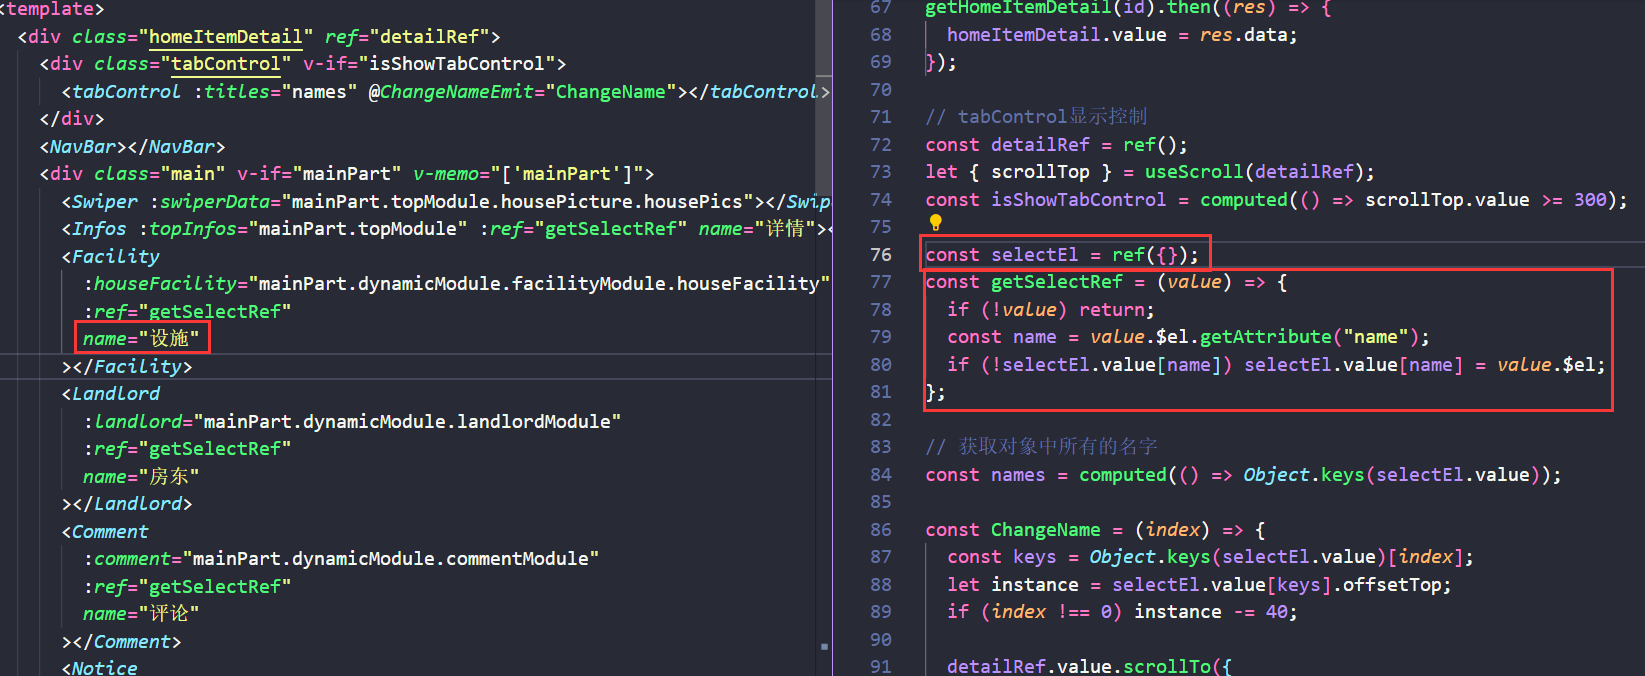 <template>
<div class="homeItemDetail" ref="detailRef">
<div class="tabControl" v-if="isShowTabControl">
<tabControl :titles="names" @ChangeNameEmit="ChangeName"></tabControl>
</div>
<NavBar></NavBar>
<div class="main" v-if="mainPart" v-memo="['mainPart']">
<Swiper :swiperData="mainPart.topModule.housePicture.housePics"></Swip
<Infos :topInfos="mainPart.topModule" :ref="getSelectRef" name="详情"><
<Facility
:houseFacility="mainPart.dynamicModule.facilityModule.houseFacility"
:ref="getSelectRef"
name="设施"
></Facility>
<Landlord
:landlord="mainPart.dynamicModule.landlordModule"
:ref="getSelectRef"
name="房东"
></Landlord>
<Comment
:comment="mainPart.dynamicModule.commentModule"
:ref="getSelectRef"
name="评论"
></Comment>
<Notice
67 getHomeItemDetail(id).then((res) => {
68 homeItemDetail.value = res.data;
69 });
70
71 // tabControl显示控制
72 const detailRef = ref();
73 let { scrollTop } = useScroll(detailRef);
74 const isShowTabControl = computed(() => scrollTop.value >= 300);
75
76 const selectEl = ref({});
77 const getSelectRef = (value) => {
78 if (!value) return;
79 const name = value.$el.getAttribute("name");
80 if (!selectEl.value[name]) selectEl.value[name] = value.$el;
81 };
82
83 // 获取对象中所有的名字
84 const names = computed(() => Object.keys(selectEl.value));
85
86 const ChangeName = (index) => {
87 const keys = Object.keys(selectEl.value)[index];
88 let instance = selectEl.value[keys].offsetTop;
89 if (index !== 0) instance -= 40;
90
91 detailRef.value.scrollTo({